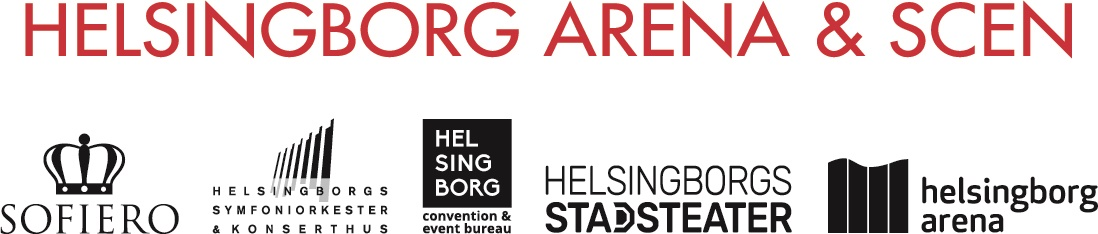 HELSINGBORG ARENA & SCEN
SOFIERO
HELSINGBORGS
SYMFONIORKESTER
& KONSERTHUS
HEL
SING
BORG
convention &
event bureau
HELSINGBORGS
STADSTEATER
helsingborg
arena